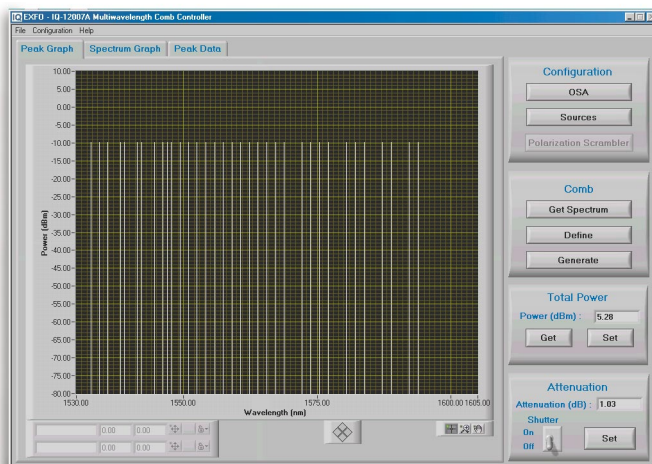 EXFO - IQ-12007A Multiwavelength Comb Controller
File Configuration Help
Peak Graph Spectrum Graph Peak Data
10.00
5.00
0.00
-5.00
-10.00
-15.00
-20.00
-25.00
-30.00
-35.00
-40.00
-45.00
-50.00
-55.00
-60.00
-65.00
-70.00
-75.00
-80.00
Power (dBm)
1530.00 1550.00 1575.00 1600.00 1605.00
Wavelength (nm)
0.00 0.00
0.00 0.00
Configuration
OSA
Sources
Polarization Scrambler
Comb
Get Spectrum
Define
Generate
Total Power
Power (dBm) : 5.28
Get Set
Attenuation
Attenuation (dB) : 1.03
Shutter
On
Off
Set